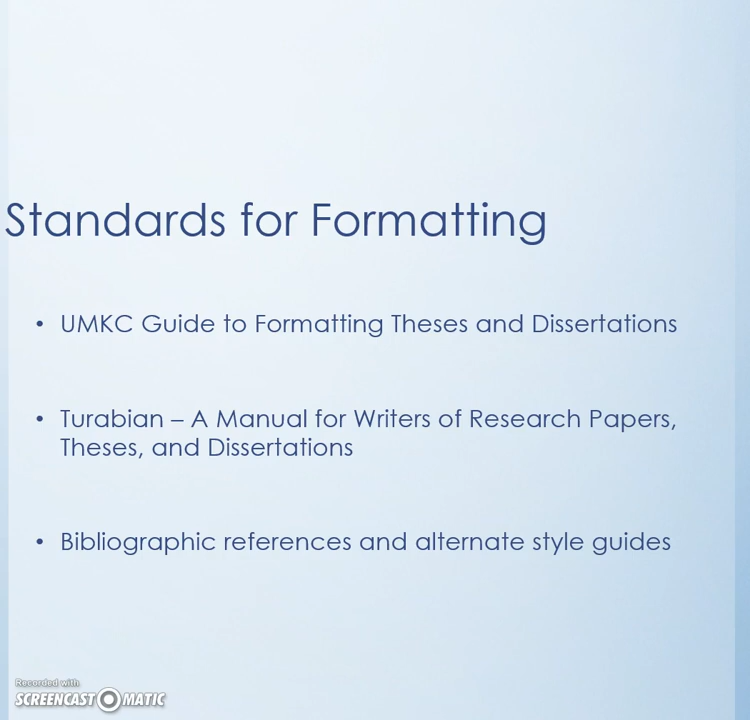 Standards for Formatting
• UMKC Guide to Formatting Theses and Dissertations
• Turabian – A Manual for Writers of Research Papers,
Theses, and Dissertations
• Bibliographic references and alternate style guides
Recorded with
SCREENCAST-O-MATIC